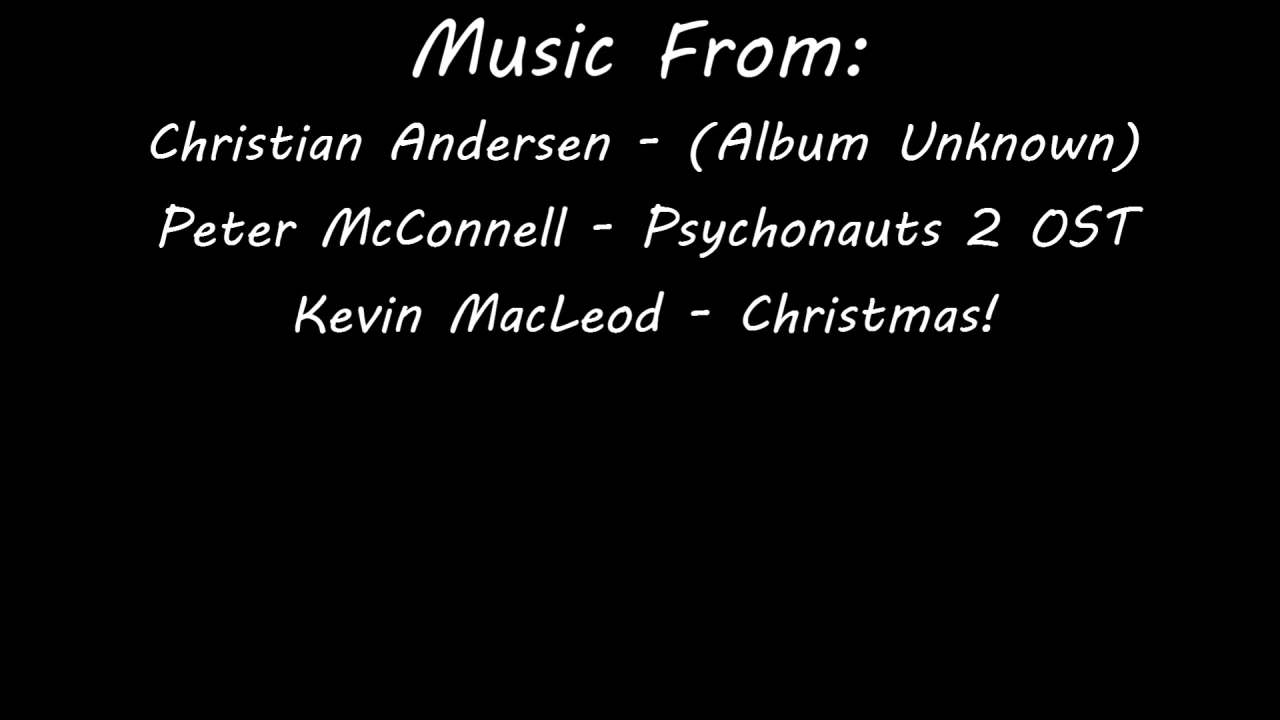 Music From:
Christian Andersen - (Album Unknown)
Peter McConnell - Psychonauts 2 OST
Kevin MacLeod - Christmas!